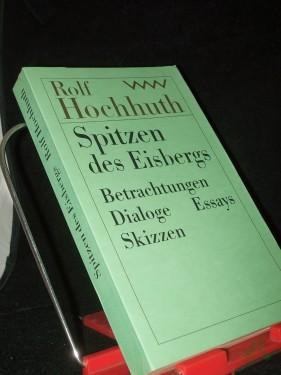 Rolf
Hochhuth
Spitzen
des Eisbergs
Betrachtungen
Dialoge Essays
Skizzen
Rolf Hochhuth
Spitzen des Eisbergs